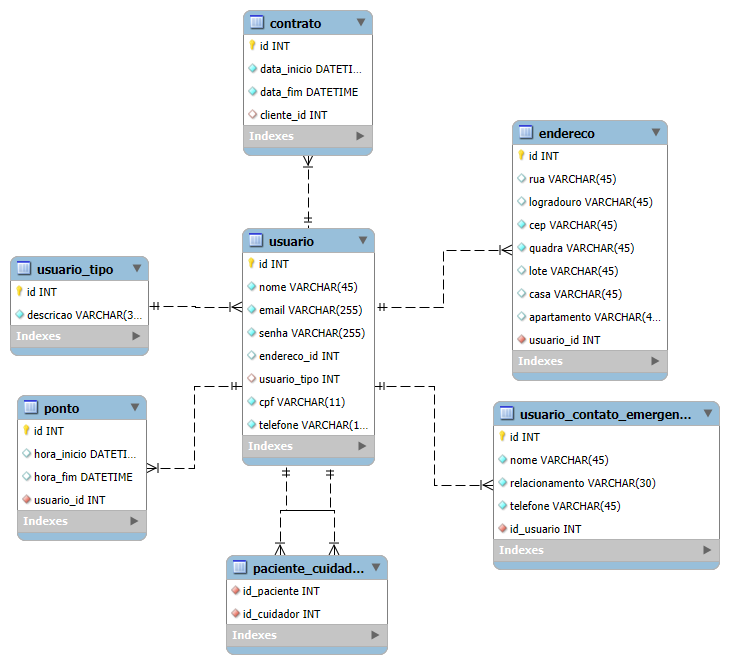 contrato
id INT
data_inicio DATETI...
data_fim DATETIME
cliente_id INT
Indexes
endereco
id INT
rua VARCHAR(45)
logradouro VARCHAR(45)
cep VARCHAR(45)
quadra VARCHAR(45)
lote VARCHAR(45)
casa VARCHAR(45)
apartamento VARCHAR(4...
usuario_id INT
Indexes
usuario
id INT
nome VARCHAR(45)
email VARCHAR(255)
senha VARCHAR(255)
endereco_id INT
usuario_tipo INT
cpf VARCHAR(11)
telefone VARCHAR(1...
Indexes
usuario_tipo
id INT
descricao VARCHAR(3...
Indexes
ponto
id INT
hora_inicio DATETI...
hora_fim DATETIME
usuario_id INT
Indexes
usuario_contato_emergen...
id INT
nome VARCHAR(45)
relacionamento VARCHAR(30)
telefone VARCHAR(45)
id_usuario INT
Indexes
paciente_cuidad...
id_paciente INT
id_cuidador INT
Indexes